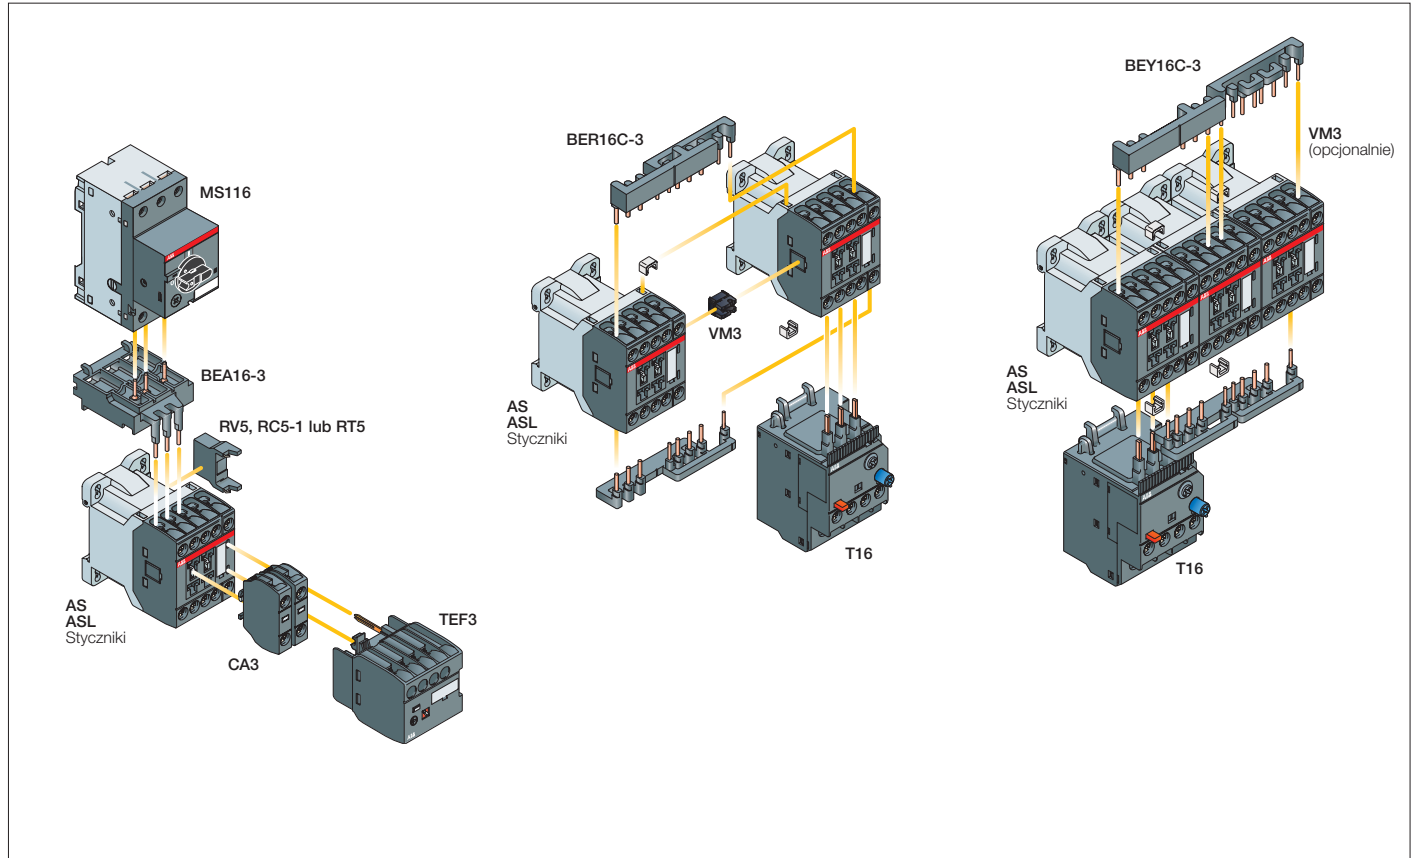 MS116
BEA16-3
RV5, RC5-1 lub RT5
AS
ASL
Styczniki
CA3
TEF3
BER16C-3
VM3
AS
ASL
Styczniki
T16
BEY16C-3
VM3
(opcjonalnie)
AS
ASL
Styczniki
T16